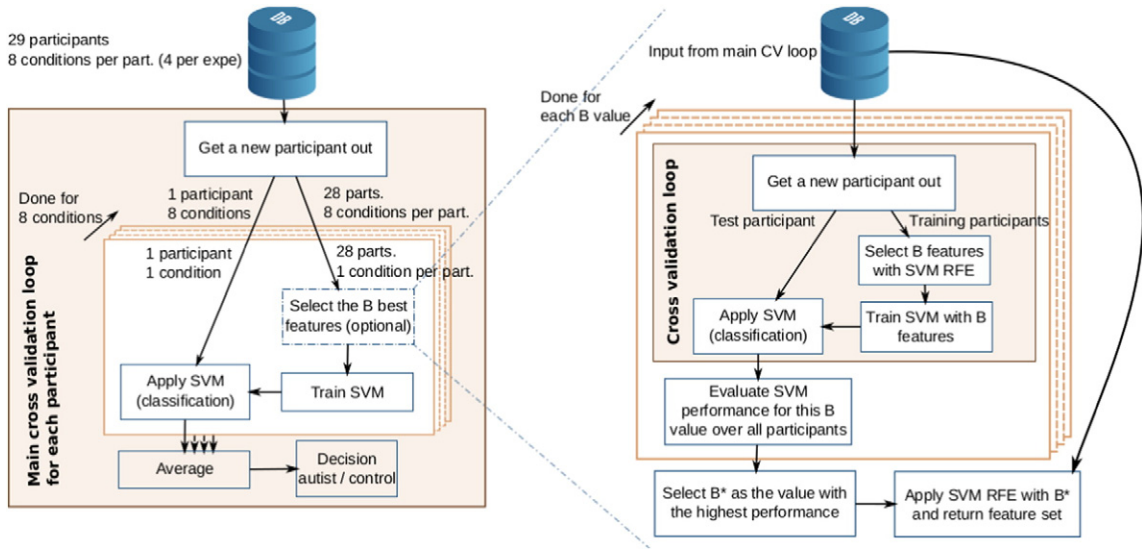 DB
29 participants
8 conditions per part. (4 per expe)
Get a new participant out
1 participant
8 conditions
28 parts.
8 conditions per part.
Done for
8 conditions
1 participant
1 condition
28 parts.
1 condition per part.
Select the B best
features (optional)
Apply SVM
(classification)
Train SVM
Average
Decision
autist / control
Main cross validation loop
for each participant
DB
Input from main CV loop
Done for
each B value
Get a new participant out
Test participant
Training participants
Select B features
with SVM RFE
Apply SVM
(classification)
Train SVM with B
features
Cross validation loop
Evaluate SVM
performance for this B
value over all participants
Select B* as the value with
the highest performance
Apply SVM RFE with B*
and return feature set